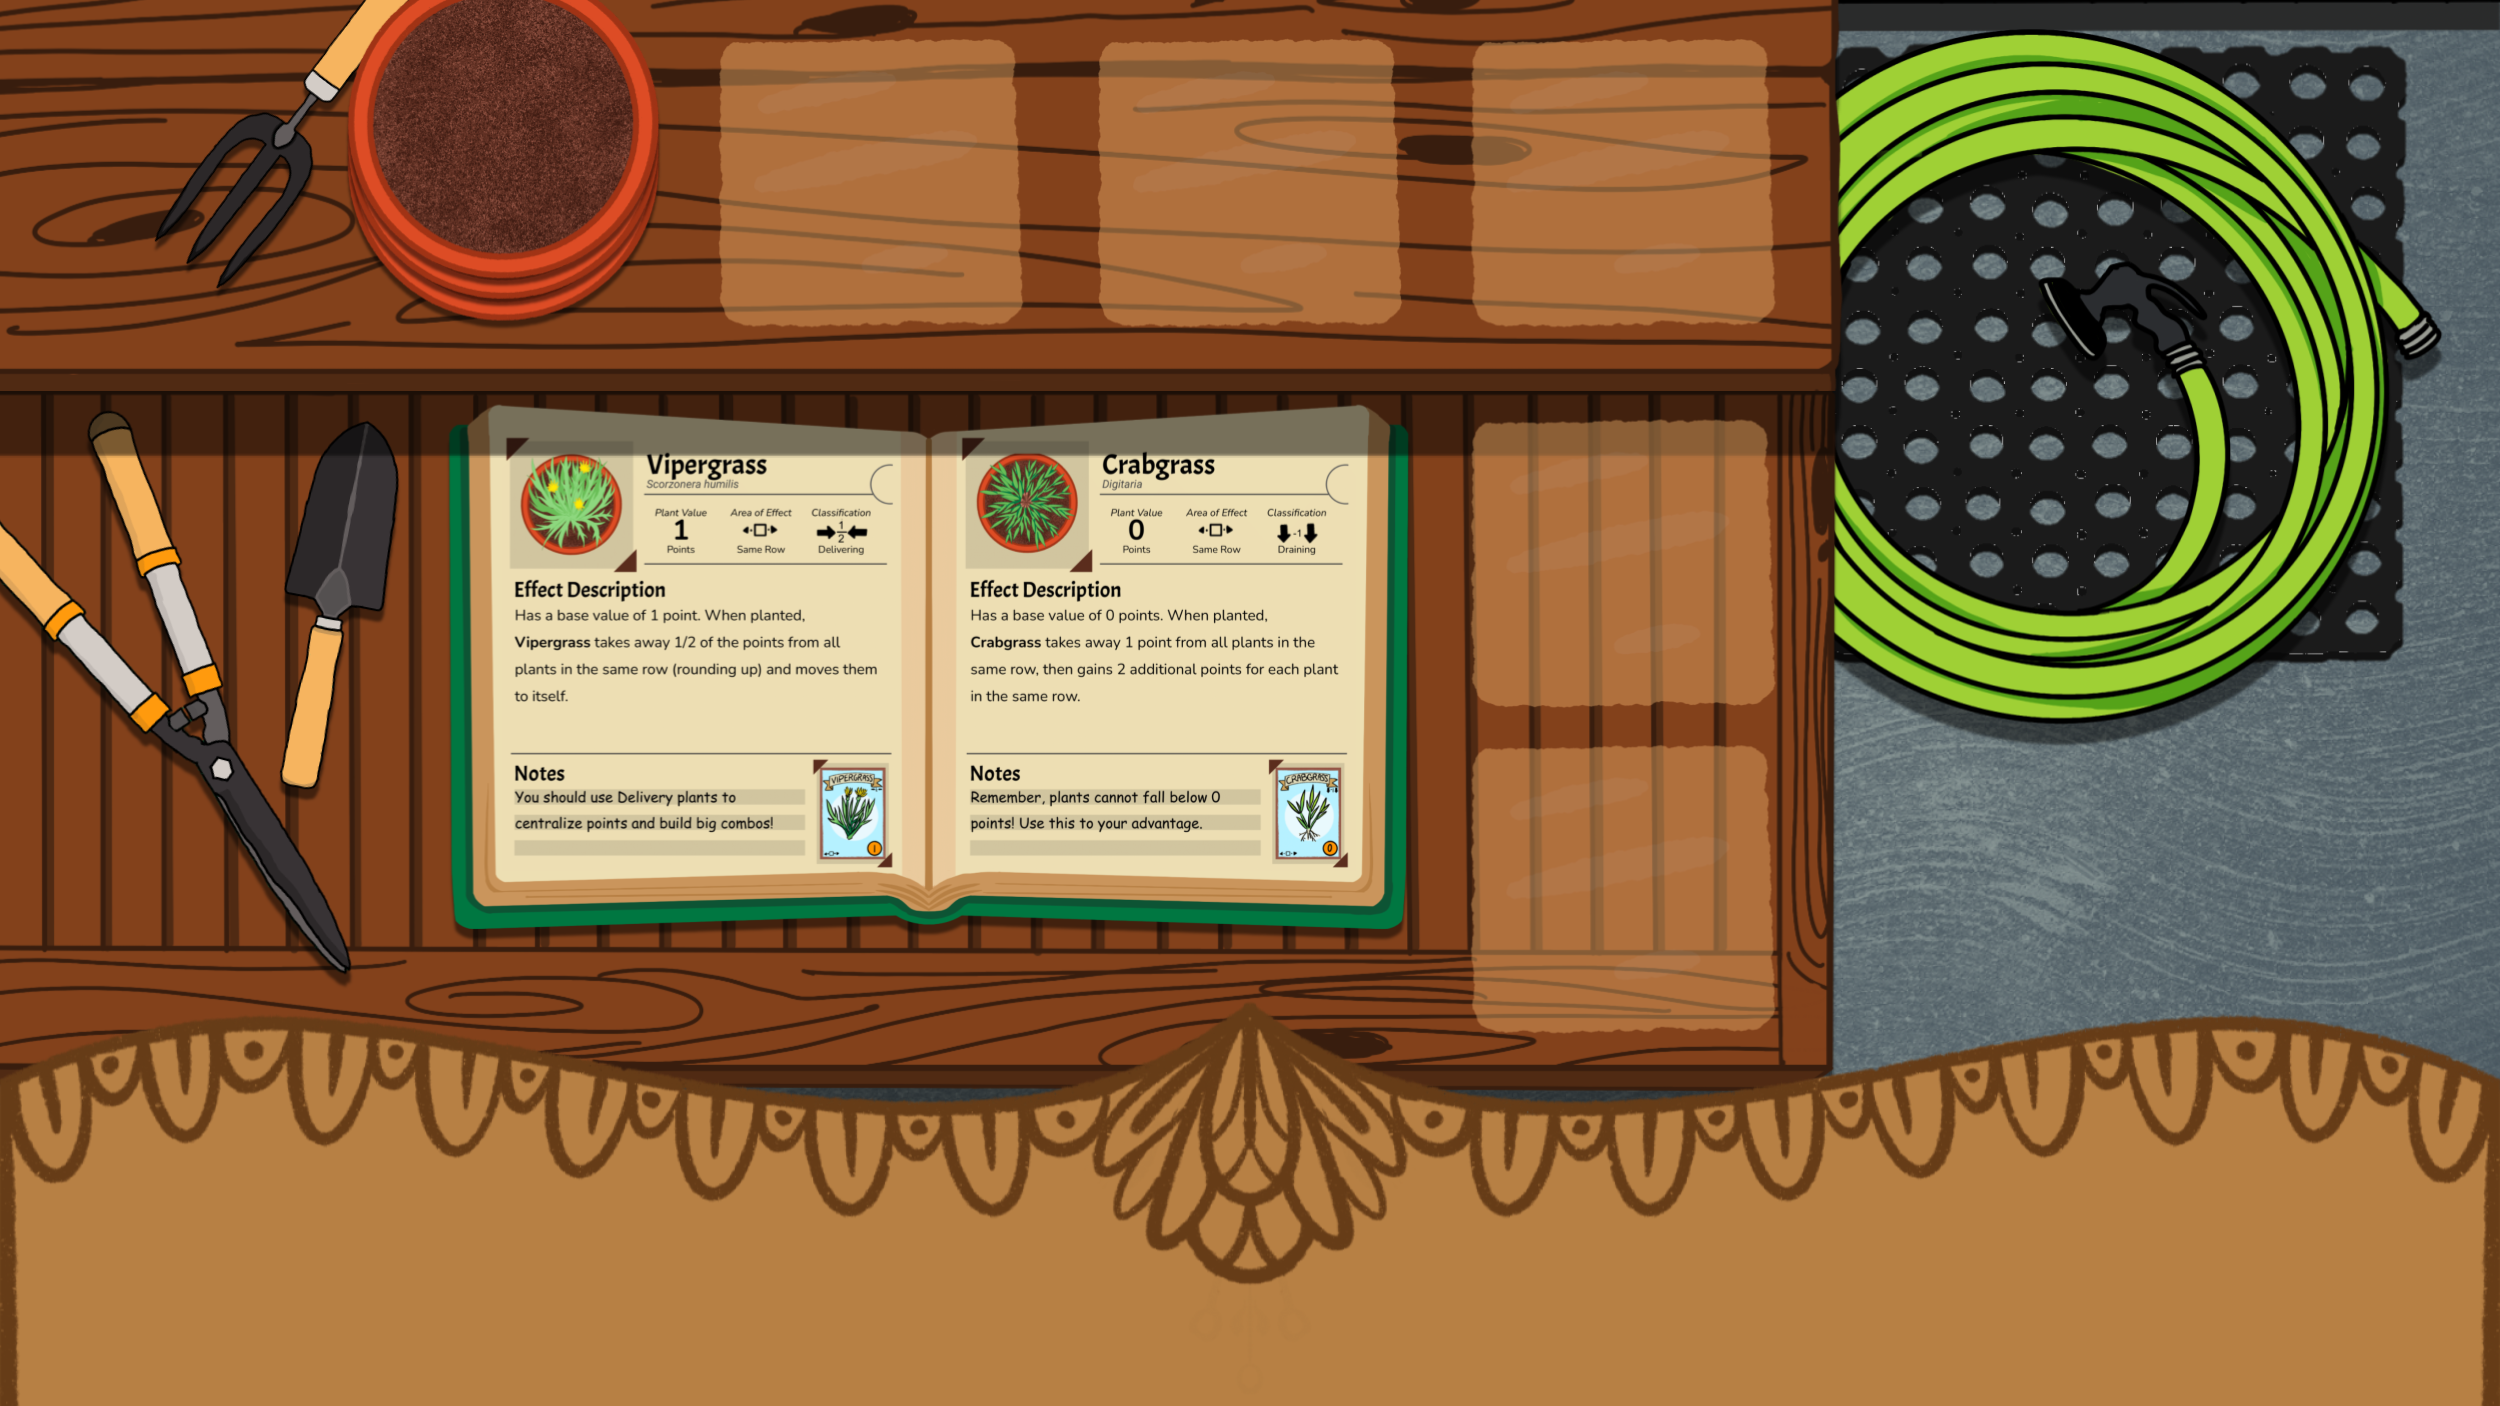 Vipergrass
Scorzonera humilis
Plant Value
1
Points
Area of Effect
Same Row
Classification
1
2
Delivering
Effect Description
Has a base value of 1 point. When planted,
Vipergrass takes away 1/2 of the points from all
plants in the same row (rounding up) and moves them
to itself.
Notes
You should use Delivery plants to
centralize points and build big combos!
VIPERGRASS
1
Crabgrass
Digitaria
Plant Value
0
Points
Area of Effect
Same Row
Classification
-1
Draining
Effect Description
Has a base value of 0 points. When planted,
Crabgrass takes away 1 point from all plants in the
same row, then gains 2 additional points for each plant
in the same row.
Notes
Remember, plants cannot fall below 0
points! Use this to your advantage.
CRABGRASS
0